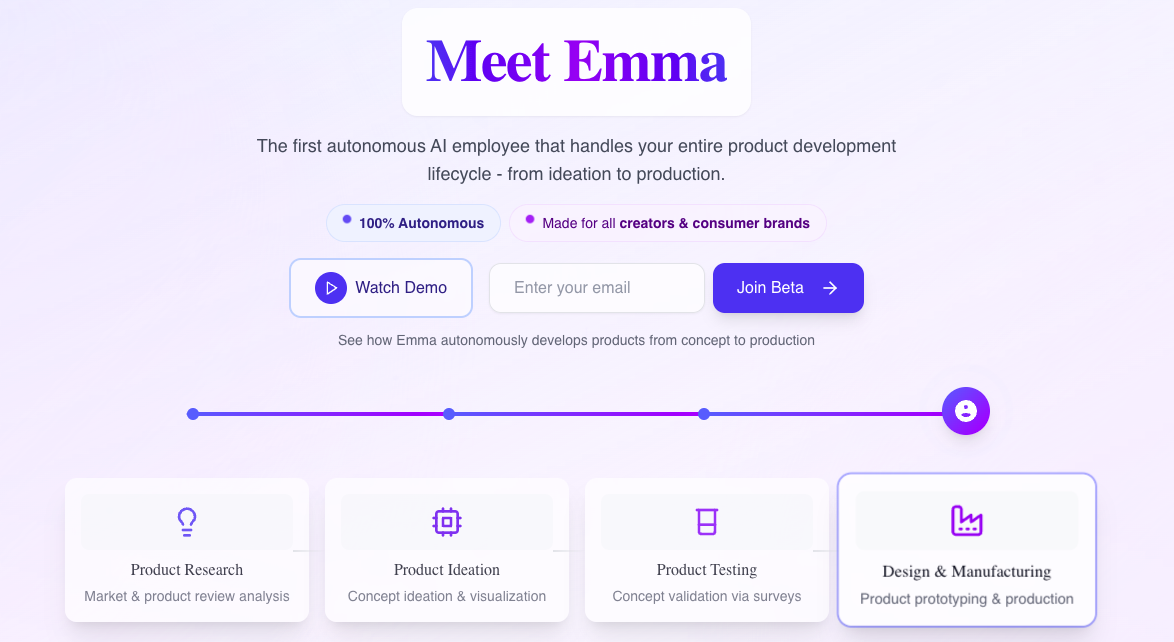 Meet Emma
The first autonomous AI employee that handles your entire product development
lifecycle - from ideation to production.
100% Autonomous
Made for all creators & consumer brands
Watch Demo
Enter your email
Join Beta
See how Emma autonomously develops products from concept to production
Product Research
Market & product review analysis
Product Ideation
Concept ideation & visualization
Product Testing
Concept validation via surveys
Design & Manufacturing
Product prototyping & production